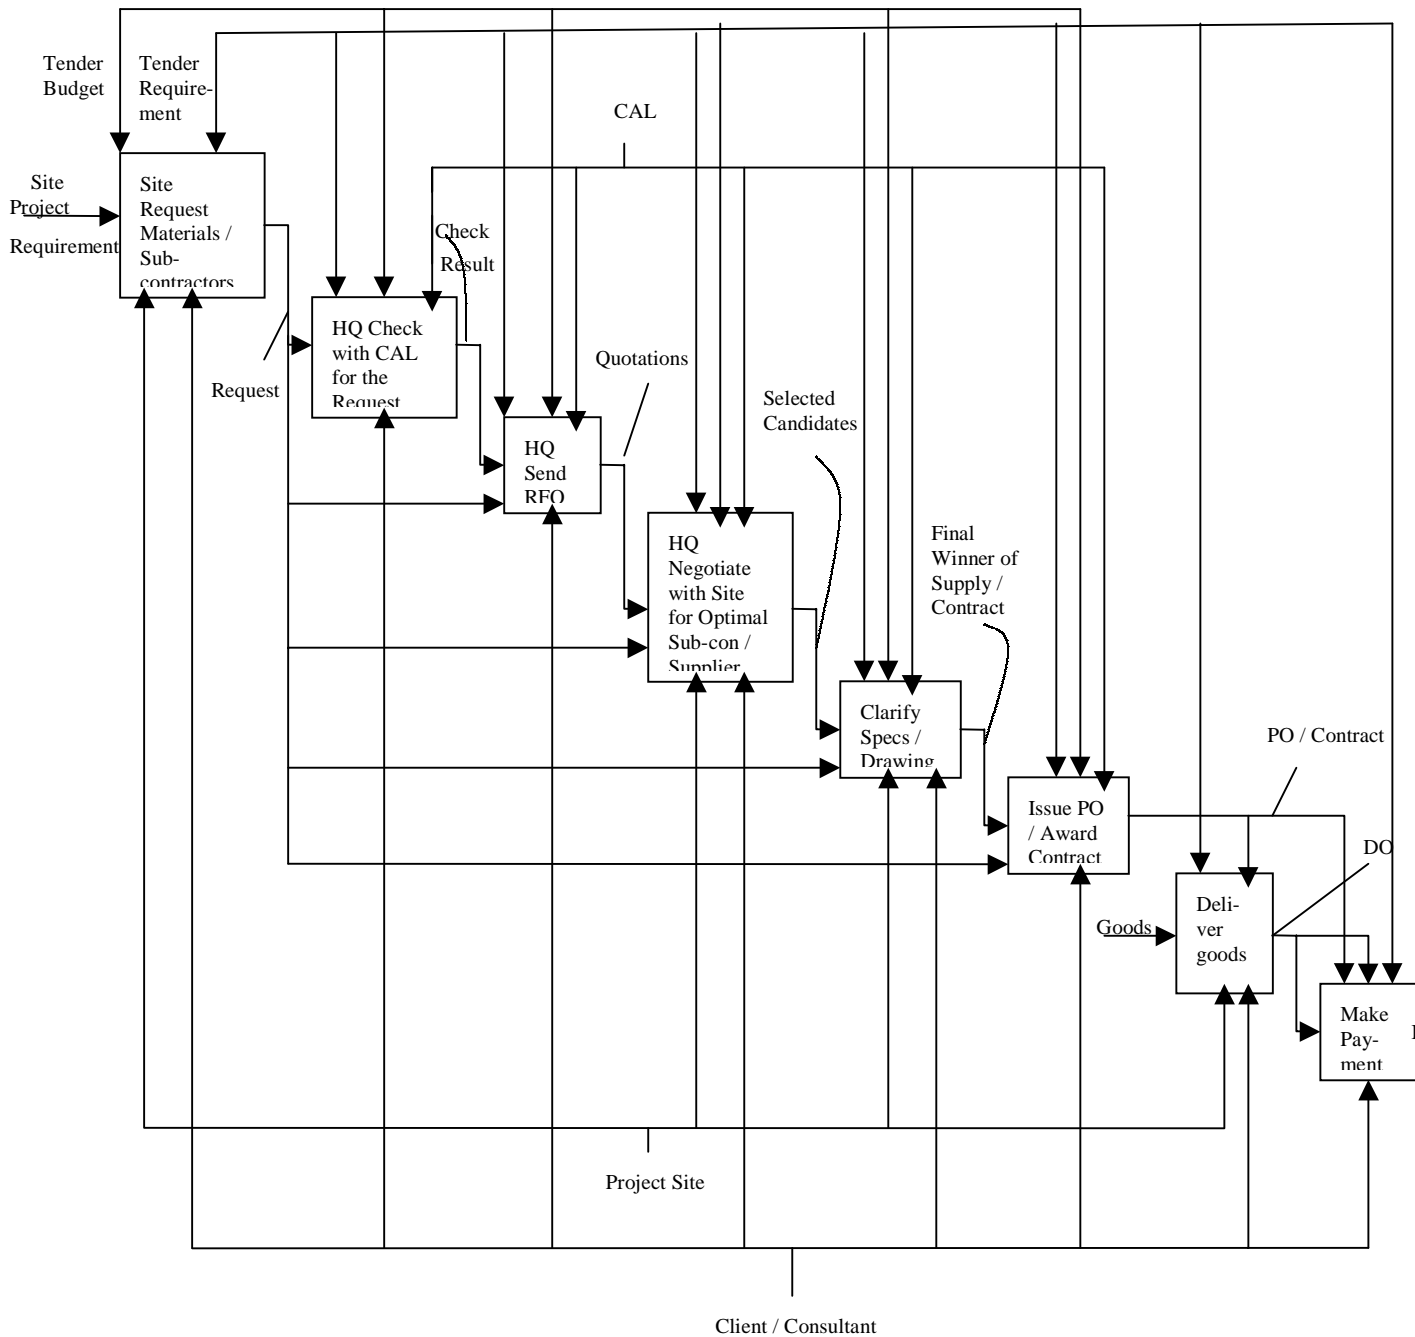 Tender
Budget
Tender
Require-
ment
CAL
Site
Project
Requirement
Site
Request
Materials /
Sub-
contractors
Check
Result
HQ Check
with CAL
for the
Request
Request
Quotations
Selected
Candidates
HQ
Send
RFQ
HQ
Negotiate
with Site
for Optimal
Sub-con /
Supplier
Final
Winner of
Supply /
Contract
Clarify
Specs /
Drawing
PO / Contract
Issue PO
/ Award
Contract
DO
Goods
Deli-
ver
goods
Make
Pay-
ment
Project Site
Client / Consultant